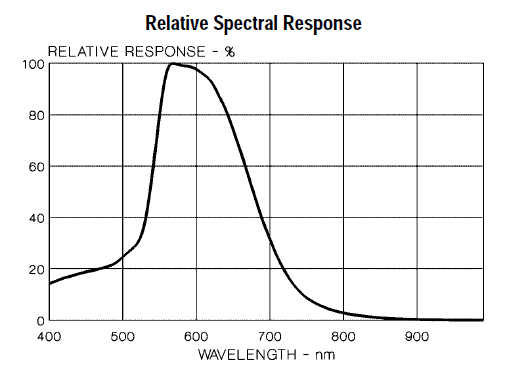 Relative Spectral Response
RELATIVE RESPONSE - %
100
80
60
40
20
0
400 500 600 700 800 900
WAVELENGTH - nm